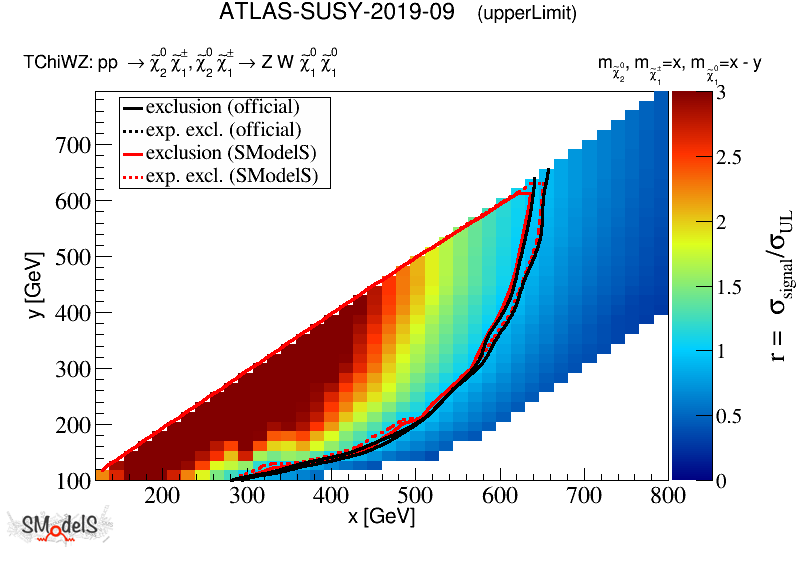 ATLAS-SUSY-2019-09 (upperLimit)
TChiWZ: pp → χ̃₂⁰ χ̃₁±, χ̃₂⁰ χ̃₁± → Z W χ̃₁⁰ χ̃₁⁰
m_χ̃₂⁰, m_χ̃₁±=x, m_χ̃₁⁰=x - y
exclusion (official)
exp. excl. (official)
exclusion (SModelS)
exp. excl. (SModelS)
y [GeV]
700
600
500
400
300
200
100
200 300 400 500 600 700 800
x [GeV]
3
2.5
2
1.5
1
0.5
0
r = σ_signal/σ_UL
SModelS